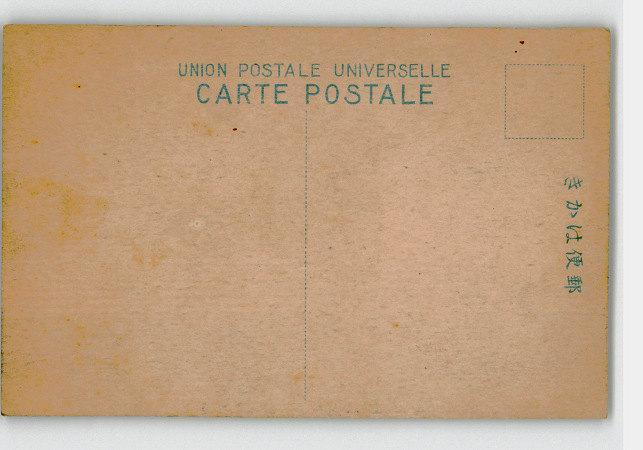 UNION POSTALE UNIVERSELLE
CARTE POSTALE
きかは便郵